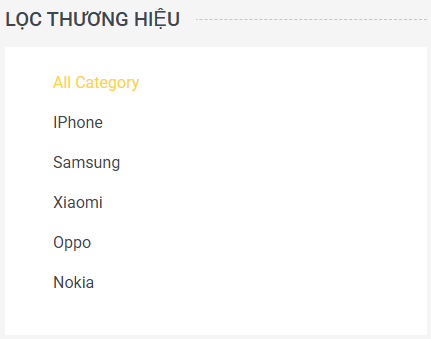 LỌC THƯƠNG HIỆU
All Category
IPhone
Samsung
Xiaomi
Oppo
Nokia